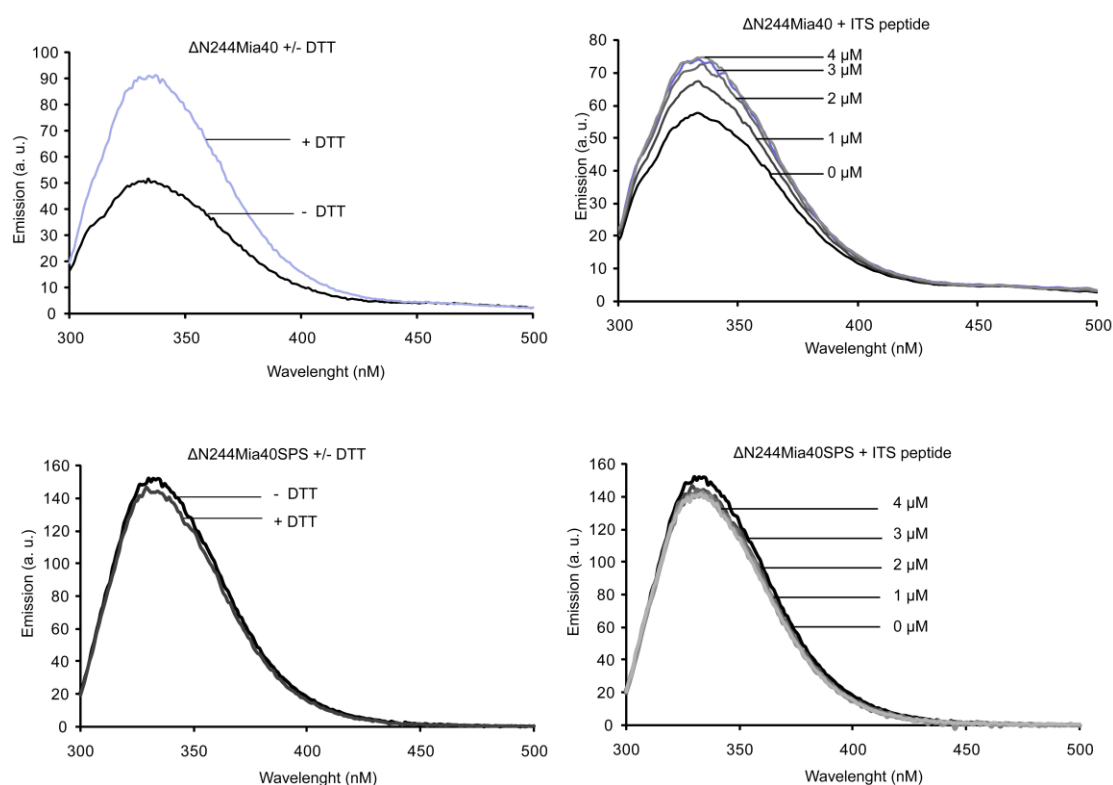 ΔN244Mia40 +/- DTT
100
90
80
70
60
50
40
30
20
10
0
Emission (a. u.)
+ DTT
- DTT
300
350
400
450
500
Wavelenght (nM)
ΔN244Mia40 + ITS peptide
80
70
60
50
40
30
20
10
0
Emission (a. u.)
4 µM
3 µM
2 µM
1 µM
0 µM
300
350
400
450
500
Wavelenght (nM)
ΔN244Mia40SPS +/- DTT
160
140
120
100
80
60
40
20
0
Emission (a. u.)
- DTT
+ DTT
300
350
400
450
500
Wavelenght (nM)
ΔN244Mia40SPS + ITS peptide
160
140
120
100
80
60
40
20
0
Emission (a. u.)
4 µM
3 µM
2 µM
1 µM
0 µM
300
350
400
450
500
Wavelenght (nM)